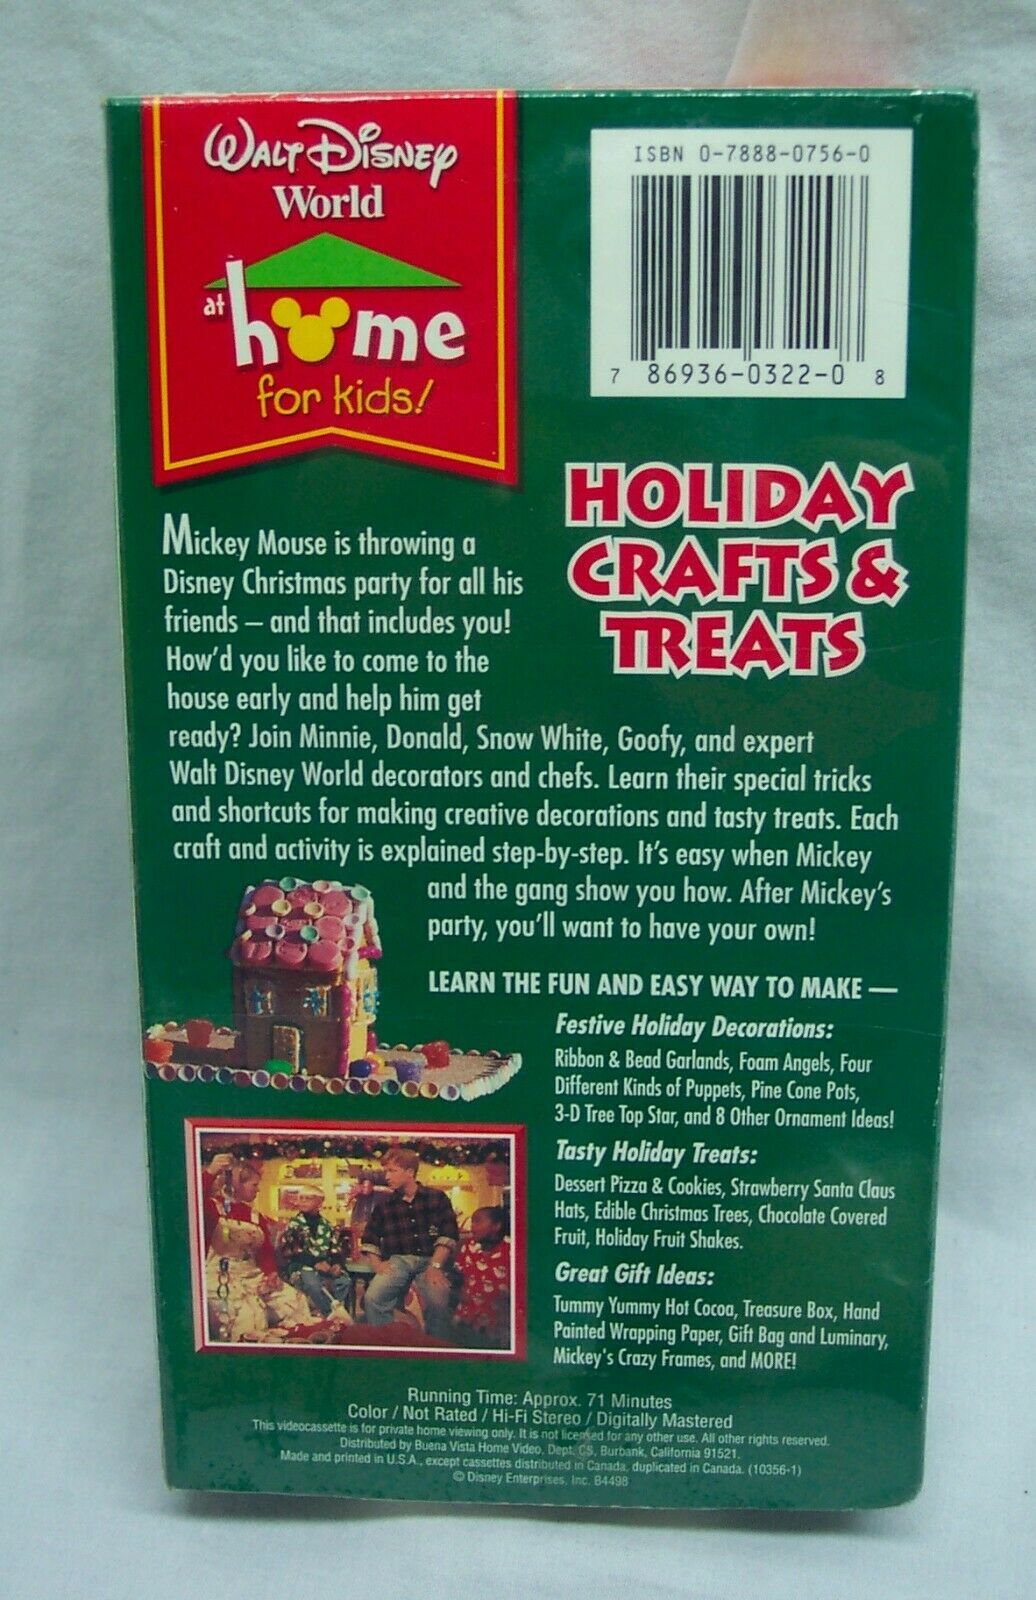 WALT DISNEY
World
at home
for kids!
ISBN 0-7888-0756-0
7 86936-0322-0 8
HOLIDAY
CRAFTS &
TREATS
Mickey Mouse is throwing a
Disney Christmas party for all his
friends – and that includes you!
How'd you like to come to the
house early and help him get
ready? Join Minnie, Donald, Snow White, Goofy, and expert
Walt Disney World decorators and chefs. Learn their special tricks
and shortcuts for making creative decorations and tasty treats. Each
craft and activity is explained step-by-step. It's easy when Mickey
and the gang show you how. After Mickey's
party, you'll want to have your own!
LEARN THE FUN AND EASY WAY TO MAKE —
Festive Holiday Decorations:
Ribbon & Bead Garlands, Foam Angels, Four
Different Kinds of Puppets, Pine Cone Pots,
3-D Tree Top Star, and 8 Other Ornament Ideas!
Tasty Holiday Treats:
Dessert Pizza & Cookies, Strawberry Santa Claus
Hats, Edible Christmas Trees, Chocolate Covered
Fruit, Holiday Fruit Shakes.
Great Gift Ideas:
Tummy Yummy Hot Cocoa, Treasure Box, Hand
Painted Wrapping Paper, Gift Bag and Luminary,
Mickey's Crazy Frames, and MORE!
Running Time: Approx. 71 Minutes
Color / Not Rated / Hi-Fi Stereo / Digitally Mastered
This videocassette is for private home viewing only. It is not licensed for any other use. All other rights reserved.
Distributed by Buena Vista Home Video, Dept. CS, Burbank, California 91521.
Made and printed in U.S.A., except cassettes distributed in Canada, duplicated in Canada. (10356-1)
© Disney Enterprises, Inc. B4498